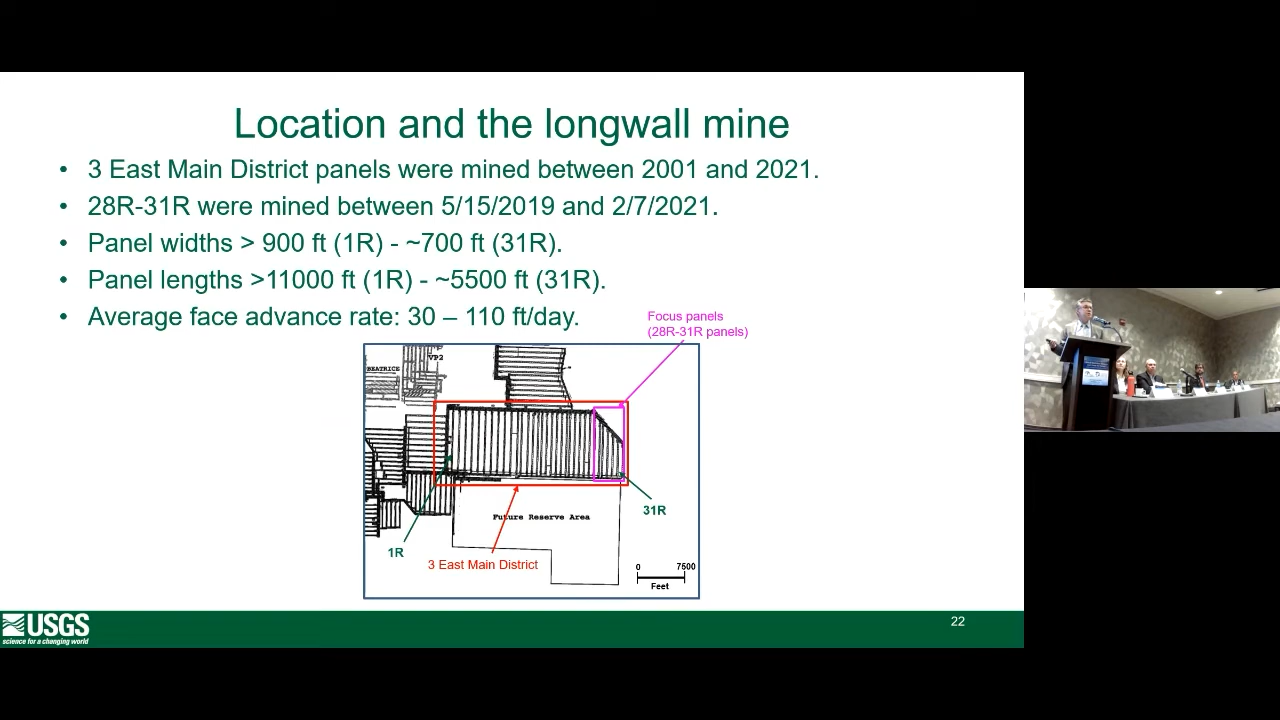 Location and the longwall mine
• 3 East Main District panels were mined between 2001 and 2021.
• 28R-31R were mined between 5/15/2019 and 2/7/2021.
• Panel widths > 900 ft (1R) - ~700 ft (31R).
• Panel lengths >11000 ft (1R) - ~5500 ft (31R).
• Average face advance rate: 30 – 110 ft/day.
Focus panels
(28R-31R panels)
VP2
BEATRICE
31R
Future Reserve Area
1R
3 East Main District
0 7500
Feet
USGS
science for a changing world
22